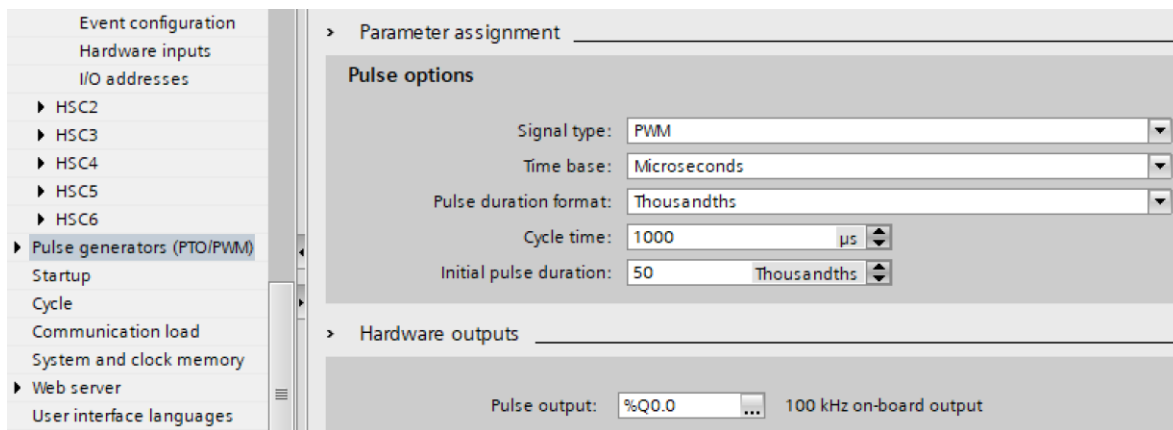 Event configuration
Hardware inputs
I/O addresses
HSC2
HSC3
HSC4
HSC5
HSC6
Pulse generators (PTO/PWM)
Startup
Cycle
Communication load
System and clock memory
Web server
User interface languages
Parameter assignment
Pulse options
Signal type: PWM
Time base: Microseconds
Pulse duration format: Thousandths
Cycle time: 1000 µs
Initial pulse duration: 50 Thousandths
Hardware outputs
Pulse output: %Q0.0 ... 100 kHz on-board output